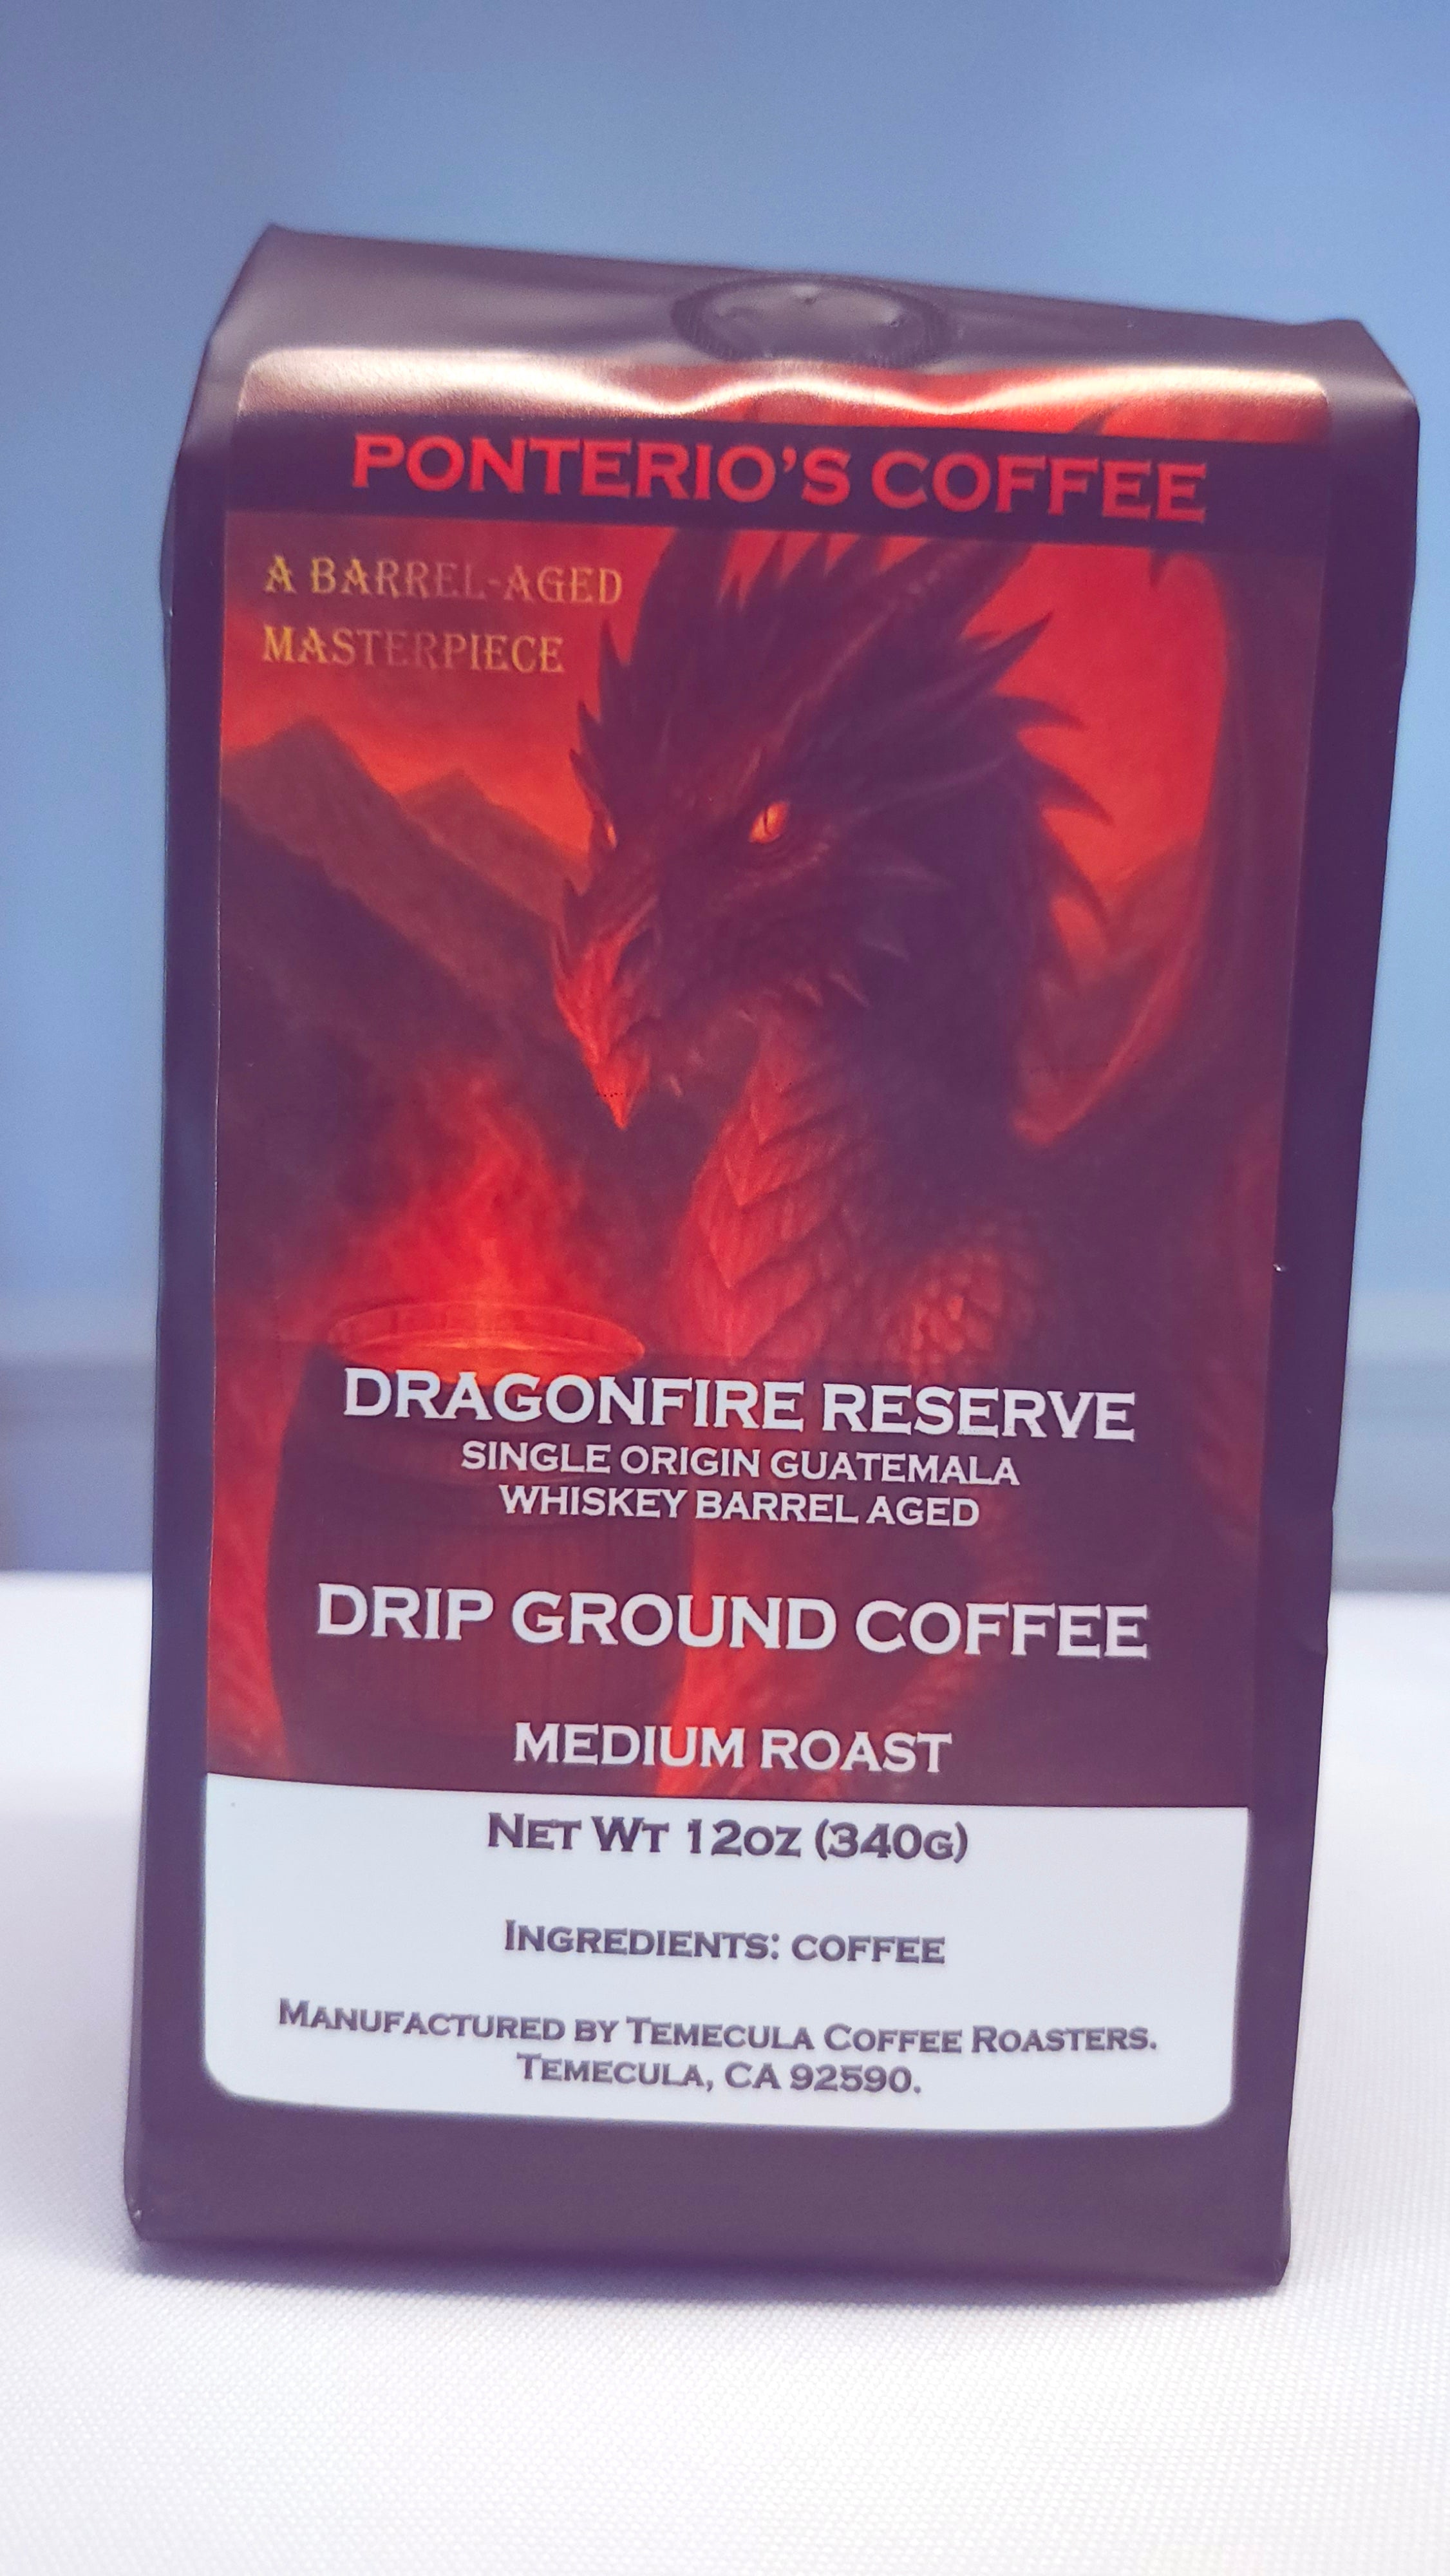 PONTERIO'S COFFEE
A BARREL-AGED
MASTERPIECE
DRAGONFIRE RESERVE
SINGLE ORIGIN GUATEMALA
WHISKEY BARREL AGED
DRIP GROUND COFFEE
MEDIUM ROAST
NET WT 12OZ (340G)
INGREDIENTS: COFFEE
MANUFACTURED BY TEMECULA COFFEE ROASTERS.
TEMECULA, CA 92590.